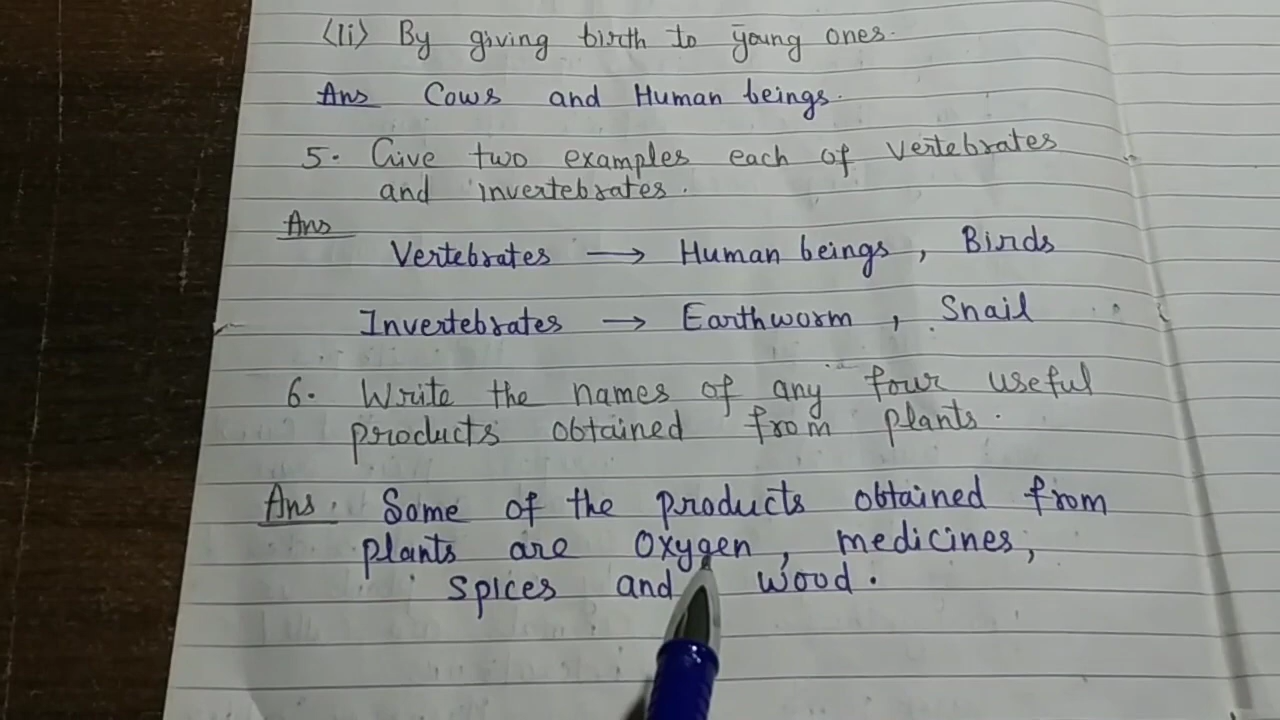 (ii) By giving birth to young ones.
Ans Cows and Human beings.
5. Give two examples each of vertebrates
and invertebrates.
Ans
Vertebrates → Human beings, Birds
Invertebrates → Earthworm, Snail
6. Write the names of any four useful
products obtained from plants.
Ans. Some of the products obtained from
plants are Oxygen, medicines,
spices and wood.